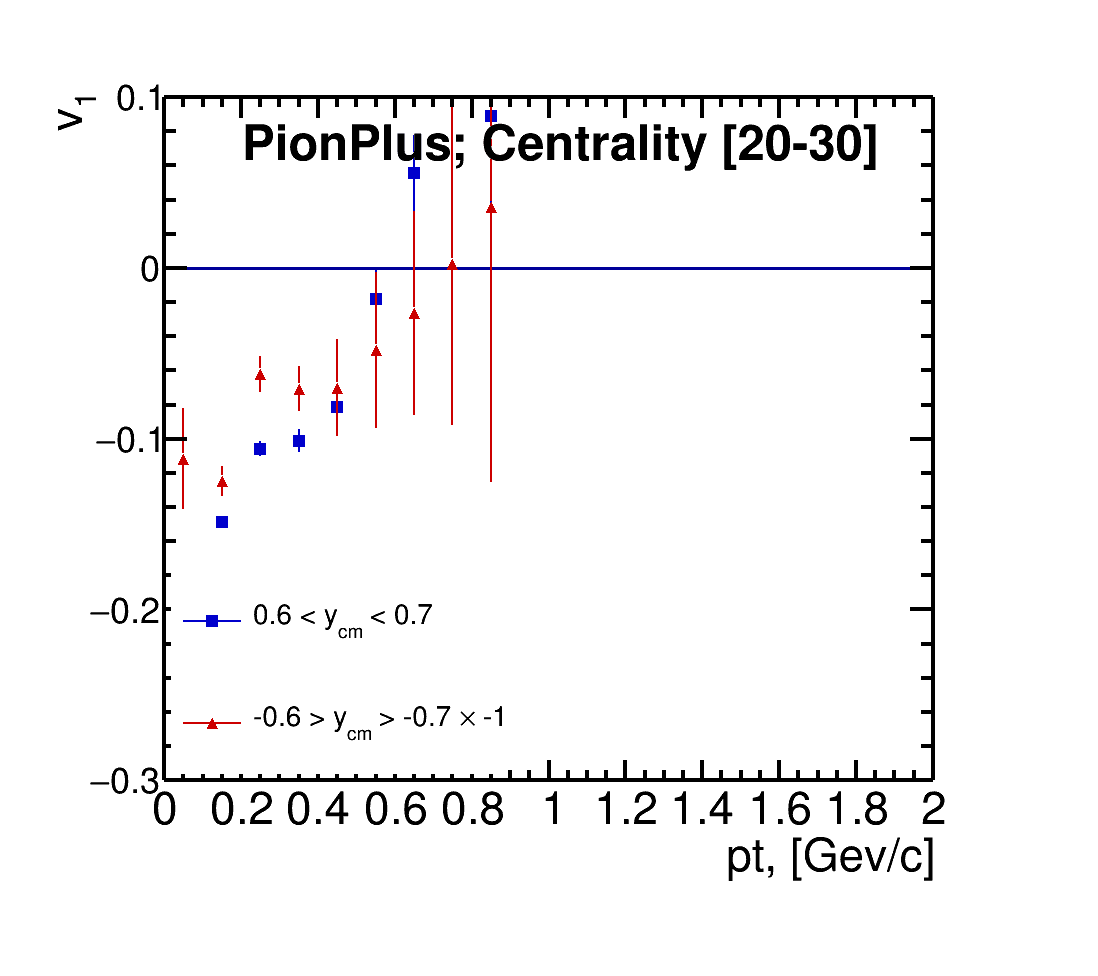 PionPlus; Centrality [20-30]
v1
0.1
0
−0.1
−0.2
−0.3
0.6 < ycm < 0.7
-0.6 > ycm > -0.7 × -1
0 0.2 0.4 0.6 0.8 1 1.2 1.4 1.6 1.8 2
pt, [Gev/c]